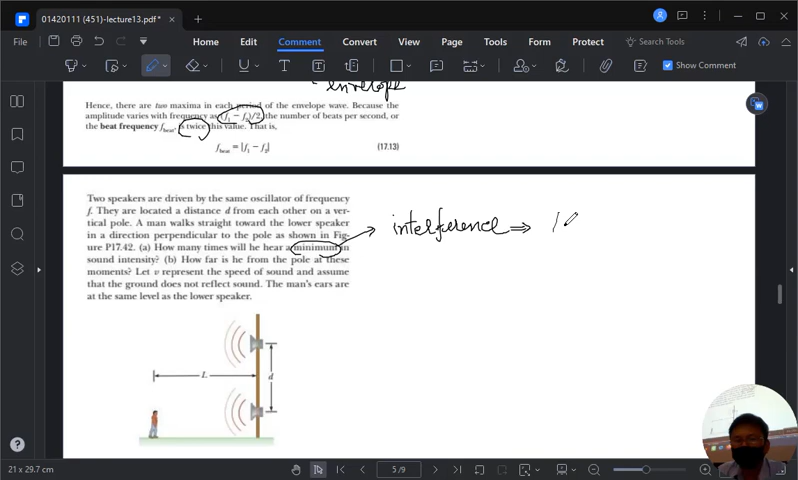 01420111 (451)-lecture13.pdf *
File
Home
Comment
Convert
View
Page
Tools
Form
Protect
Search Tools
Show Comment
envelope
Hence, there are two maxima in each period of the envelope wave. Because the
amplitude varies with frequency as (f1 − f2)/2, the number of beats per second, or
the beat frequency fbeat, is twice this value. That is,
fbeat = |f1 − f2| (17.13)
Two speakers are driven by the same oscillator of frequency
f. They are located a distance d from each other on a ver-
tical pole. A man walks straight toward the lower speaker
in a direction perpendicular to the pole as shown in Fig-
ure P17.42. (a) How many times will he hear a minimum in
sound intensity? (b) How far is he from the pole at these
moments? Let v represent the speed of sound and assume
that the ground does not reflect sound. The man's ears are
at the same level as the lower speaker.
interference ⇒
L
d
21 x 29.7 cm
5 /9
100%